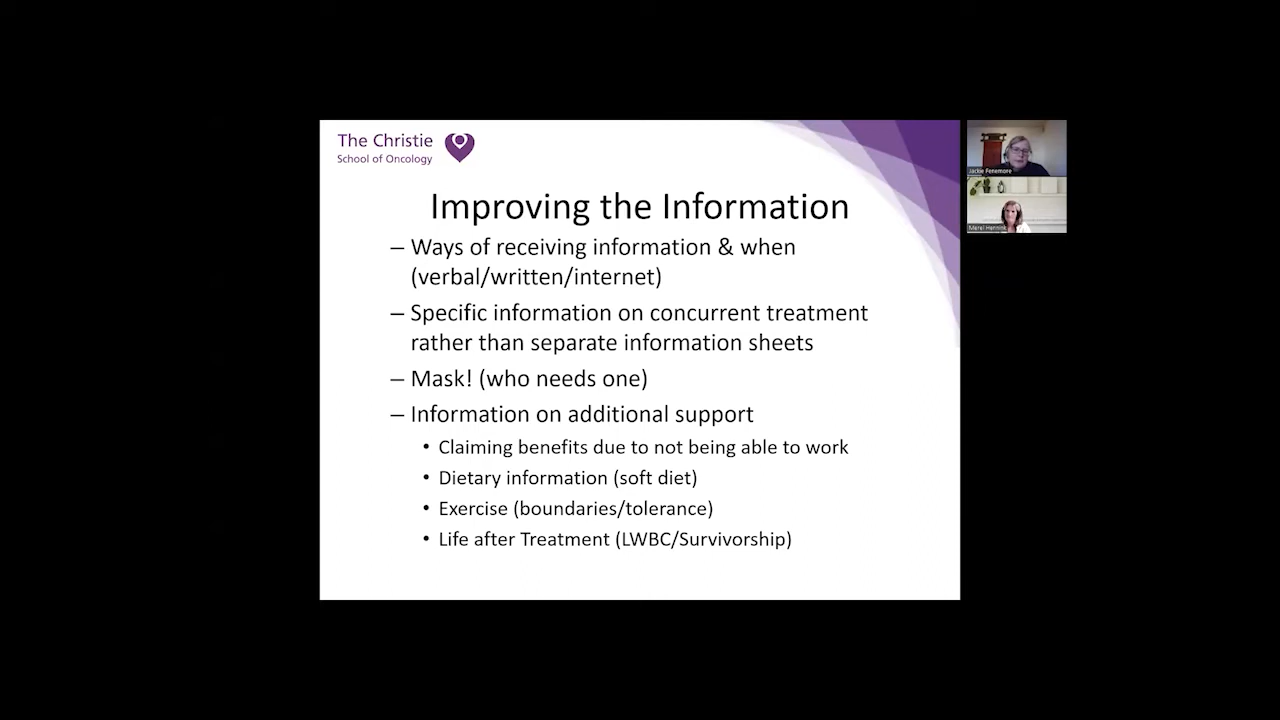 The Christie
School of Oncology
Improving the Information
– Ways of receiving information & when
(verbal/written/internet)
– Specific information on concurrent treatment
rather than separate information sheets
– Mask! (who needs one)
– Information on additional support
• Claiming benefits due to not being able to work
• Dietary information (soft diet)
• Exercise (boundaries/tolerance)
• Life after Treatment (LWBC/Survivorship)
Jackie Fenemore
Merel Hennink